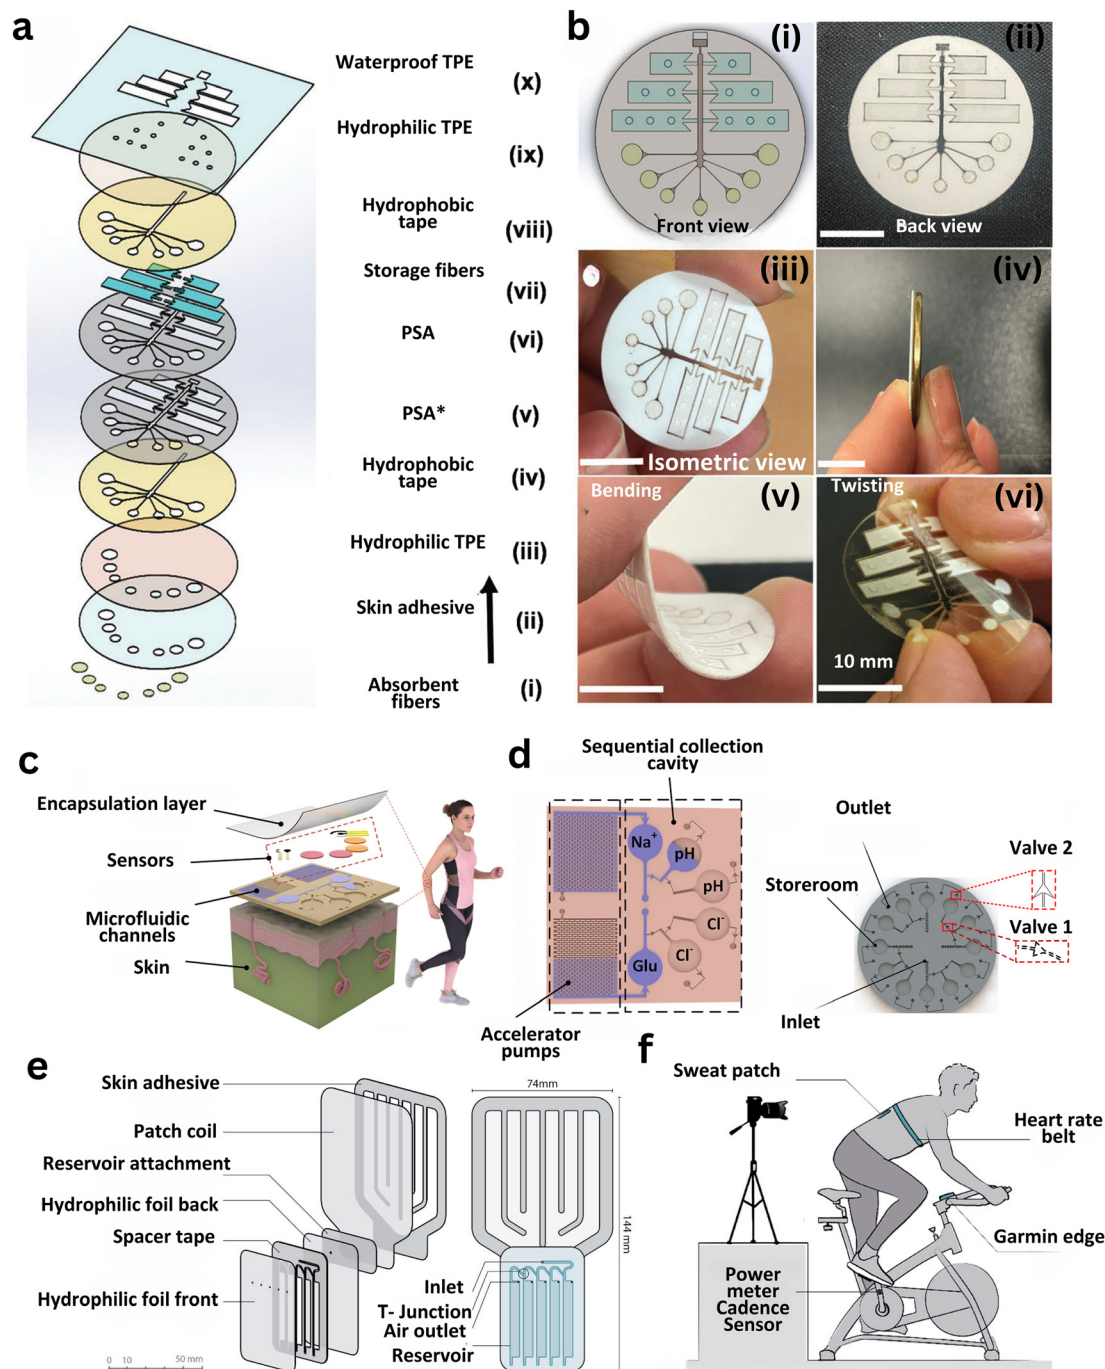 a
Waterproof TPE
(x)
Hydrophilic TPE
(ix)
Hydrophobic
tape
(viii)
Storage fibers
(vii)
PSA
(vi)
PSA*
(v)
Hydrophobic
tape
(iv)
Hydrophilic TPE
(iii)
Skin adhesive
(ii)
Absorbent
fibers
(i)
b
(i)
Front view
(ii)
Back view
(iii)
Isometric view
(iv)
Bending
(v)
Twisting
(vi)
10 mm
c
Encapsulation layer
Sensors
Microfluidic
channels
Skin
d
Sequential collection
cavity
Na+
pH
pH
Cl-
Cl-
Glu
Accelerator
pumps
Outlet
Storeroom
Inlet
Valve 2
Valve 1
e
Skin adhesive
Patch coil
Reservoir attachment
Hydrophilic foil back
Spacer tape
Hydrophilic foil front
0 10 50 mm
74mm
144 mm
Inlet
T- Junction
Air outlet
Reservoir
f
Sweat patch
Heart rate
belt
Garmin edge
Power
meter
Cadence
Sensor